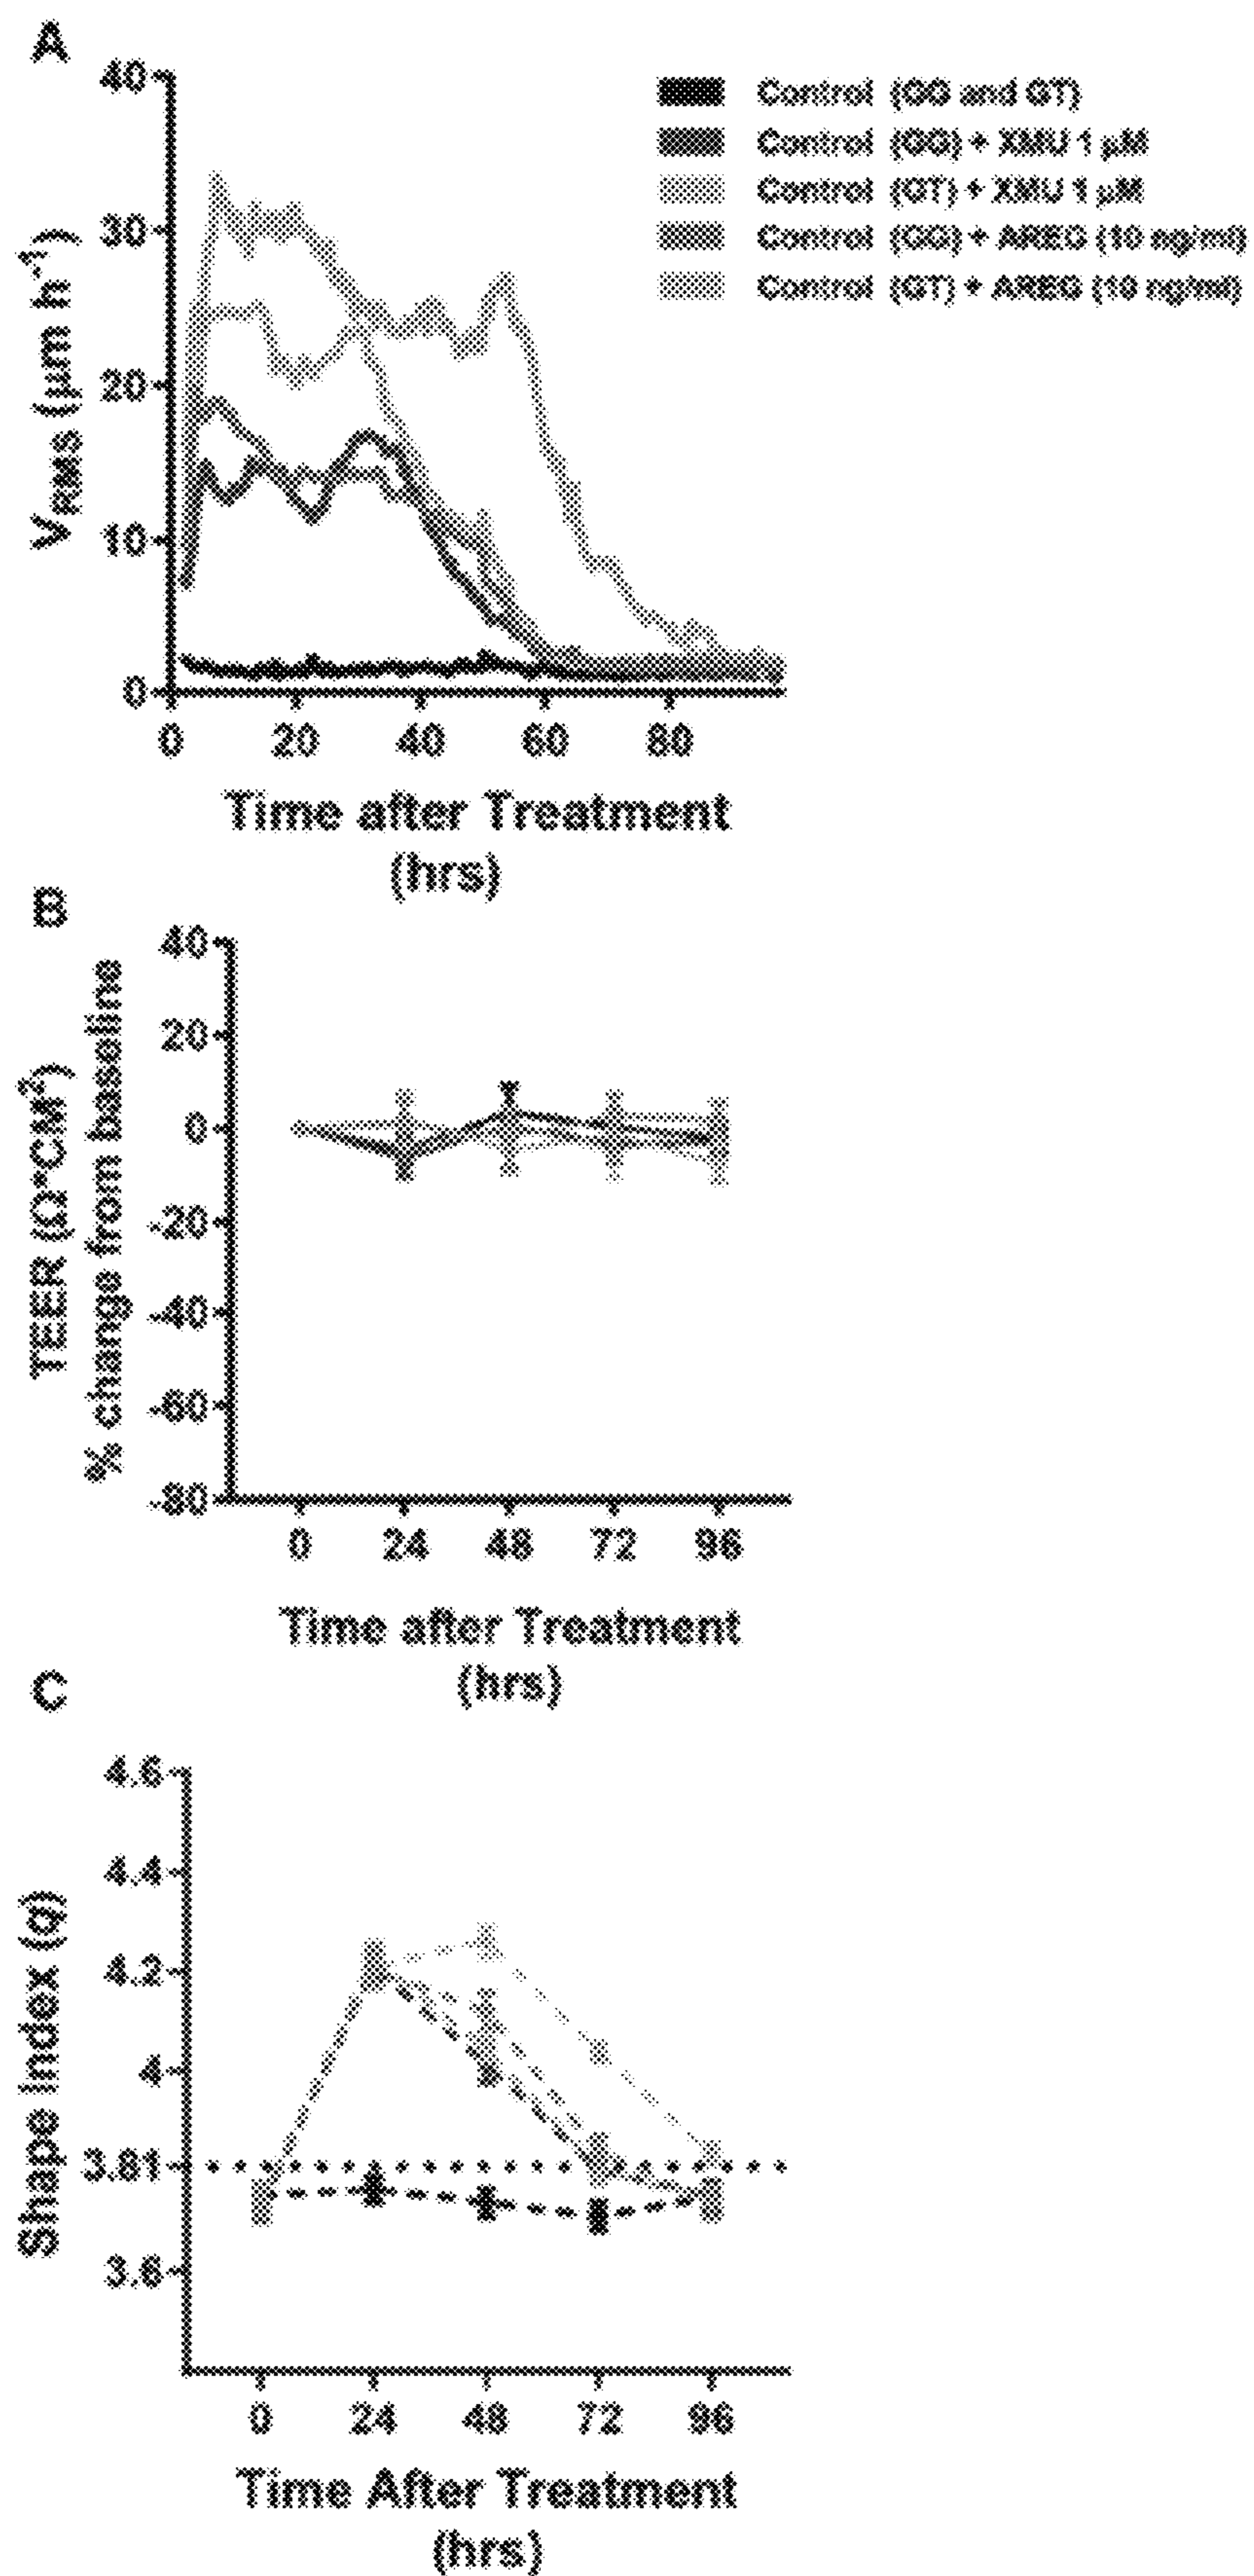 A
40
30
20
10
0
V_RMS (μm h⁻¹)
0 20 40 60 80
Time after Treatment
(hrs)
Control (GG and GT)
Control (GG) + XMU 1 μM
Control (GT) + XMU 1 μM
Control (GG) + AREG (10 ng/ml)
Control (GT) + AREG (10 ng/ml)
B
40
20
0
-20
-40
-60
-80
TEER (Ω*CM²)
% change from baseline
0 24 48 72 96
Time after Treatment
(hrs)
C
4.6
4.4
4.2
4
3.81
3.6
Shape Index (q)
0 24 48 72 96
Time After Treatment
(hrs)